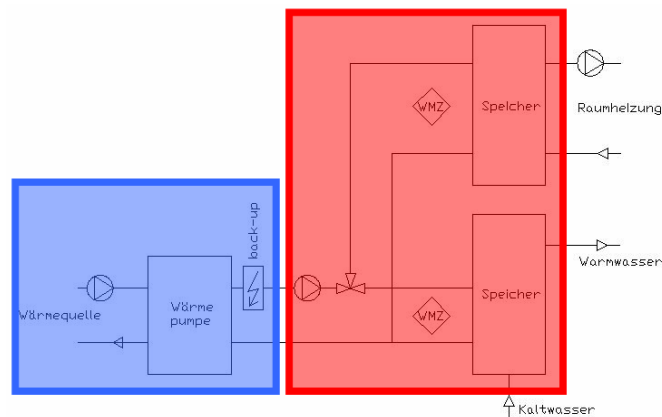 WMZ
Speicher
Raumheizung
back-up
Warmwasser
Wärmequelle
Wärme
pumpe
WMZ
Speicher
Kaltwasser